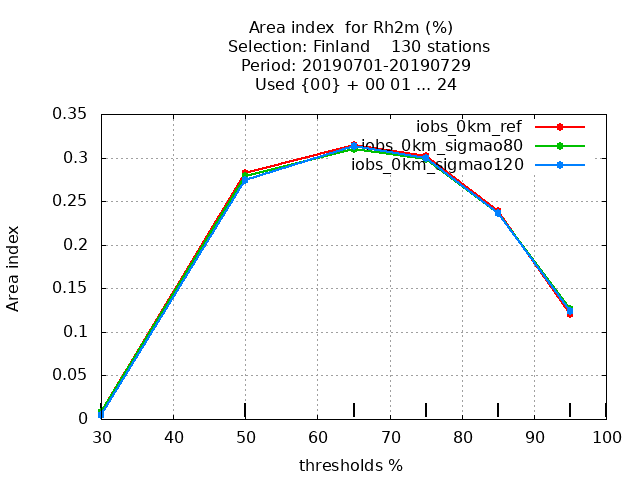 Area index  for Rh2m (%)
Selection: Finland    130 stations
Period: 20190701-20190729
Used {00} + 00 01 ... 24
0.35
0.3
0.25
0.2
0.15
0.1
0.05
0
Area index
iobs_0km_ref
iobs_0km_sigmao80
iobs_0km_sigmao120
30 40 50 60 70 80 90 100
thresholds %